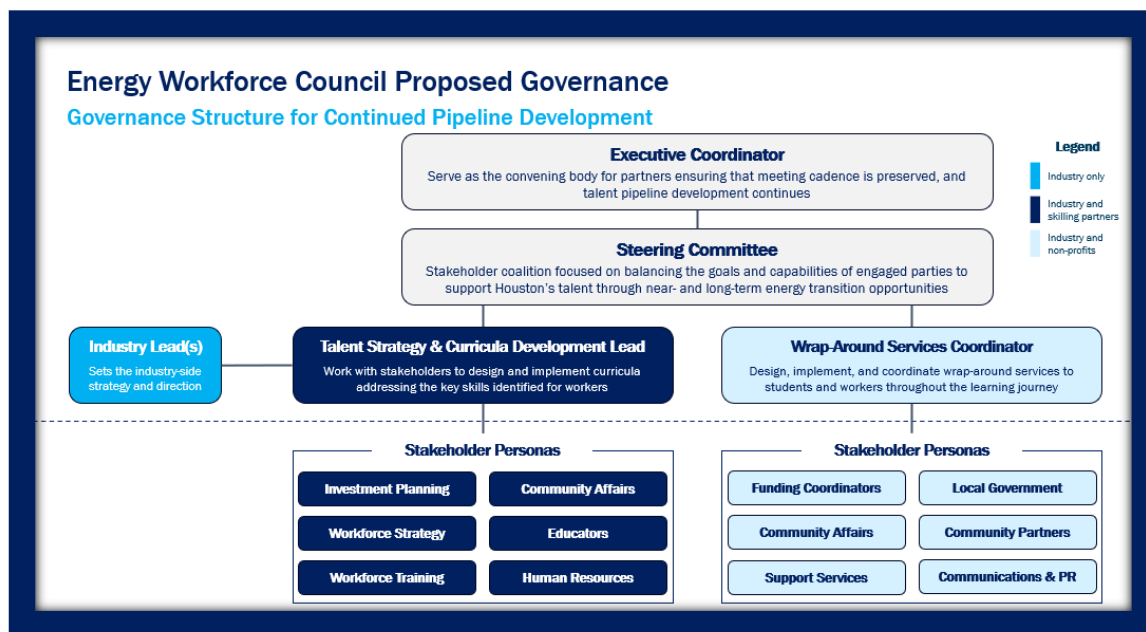 Energy Workforce Council Proposed Governance
Governance Structure for Continued Pipeline Development
Executive Coordinator
Serve as the convening body for partners ensuring that meeting cadence is preserved, and
talent pipeline development continues
Legend
Industry only
Industry and
skilling partners
Industry and
non-profits
Steering Committee
Stakeholder coalition focused on balancing the goals and capabilities of engaged parties to
support Houston's talent through near- and long-term energy transition opportunities
Industry Lead(s)
Sets the industry-side
strategy and direction
Talent Strategy & Curricula Development Lead
Work with stakeholders to design and implement curricula
addressing the key skills identified for workers
Wrap-Around Services Coordinator
Design, implement, and coordinate wrap-around services to
students and workers throughout the learning journey
Stakeholder Personas
Investment Planning
Community Affairs
Workforce Strategy
Educators
Workforce Training
Human Resources
Stakeholder Personas
Funding Coordinators
Local Government
Community Affairs
Community Partners
Support Services
Communications & PR